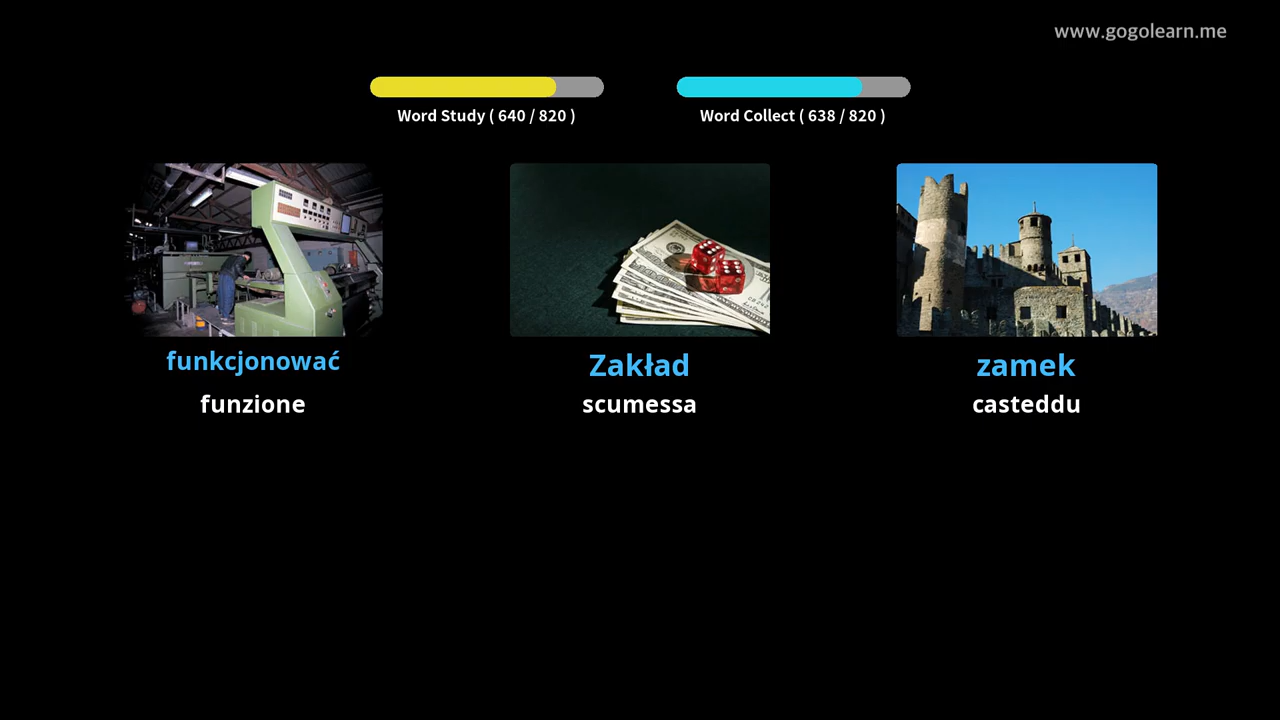 www.gogolearn.me
Word Study ( 640 / 820 )
Word Collect ( 638 / 820 )
funkcjonować
funzione
Zakład
scumessa
zamek
casteddu